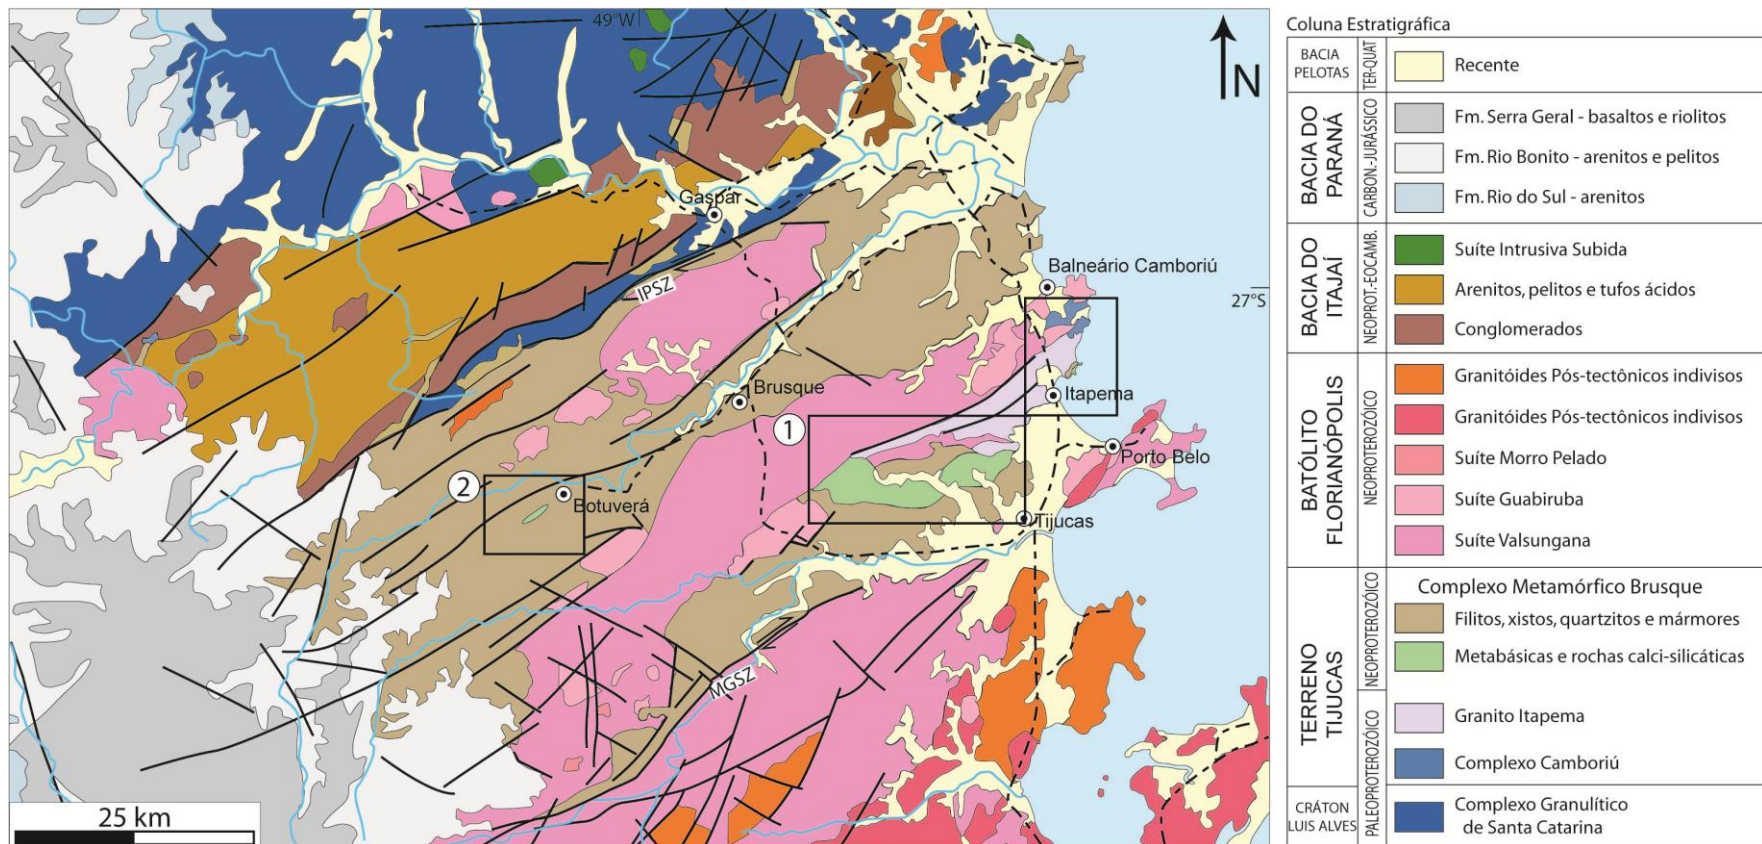 49°W
N
Gaspar
IPSZ
Balneário Camboriú
27°S
Brusque
Itapema
1
Porto Belo
2
Botuverá
Tijucas
MGSZ
25 km
Coluna Estratigráfica
BACIA
PELOTAS
TER-QUAT
Recente
BACIA DO
PARANÁ
CARBON.-JURÁSSICO
Fm. Serra Geral - basaltos e riolitos
Fm. Rio Bonito - arenitos e pelitos
Fm. Rio do Sul - arenitos
BACIA DO
ITAJAÍ
NEOPROT.-EOCAMB.
Suíte Intrusiva Subida
Arenitos, pelitos e tufos ácidos
Conglomerados
BATÓLITO
FLORIANÓPOLIS
NEOPROTEROZÓICO
Granitóides Pós-tectônicos indivisos
Granitóides Pós-tectônicos indivisos
Suíte Morro Pelado
Suíte Guabiruba
Suíte Valsungana
TERRENO
TIJUCAS
NEOPROTEROZÓICO
Complexo Metamórfico Brusque
Filitos, xistos, quartzitos e mármores
Metabásicas e rochas calci-silicáticas
PALEOPROTEROZÓICO
Granito Itapema
Complexo Camboriú
CRÁTON
LUIS ALVES
Complexo Granulítico
de Santa Catarina